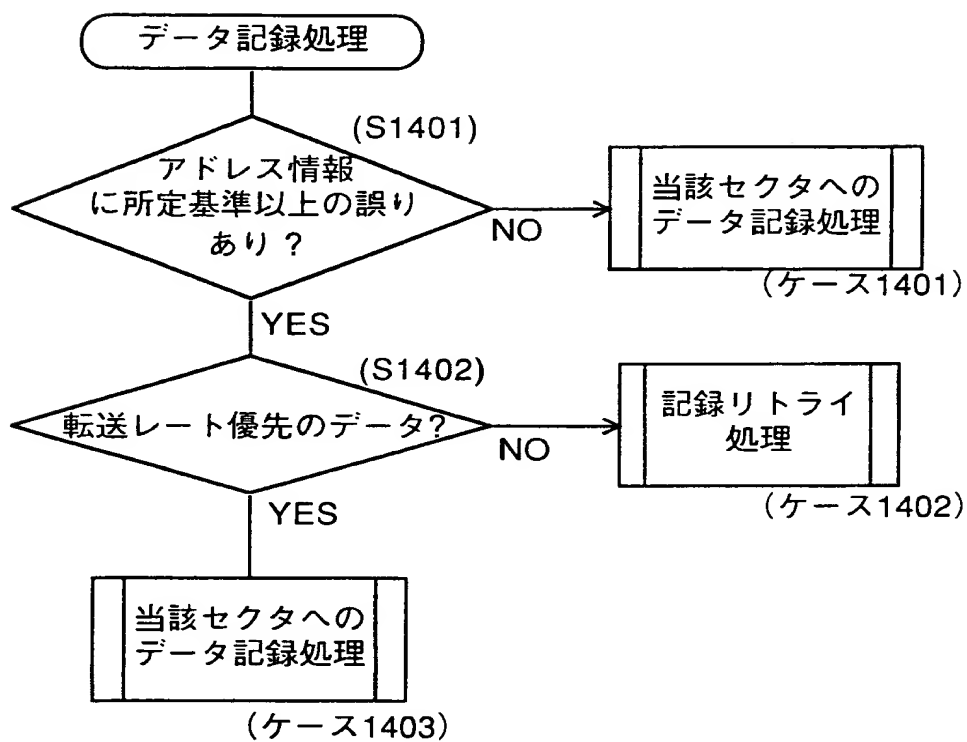 データ記録処理
(S1401)
アドレス情報
に所定基準以上の誤り
あり?
NO
当該セクタへの
データ記録処理
(ケース1401)
YES
(S1402)
転送レート優先のデータ?
NO
記録リトライ
処理
(ケース1402)
YES
当該セクタへの
データ記録処理
(ケース1403)